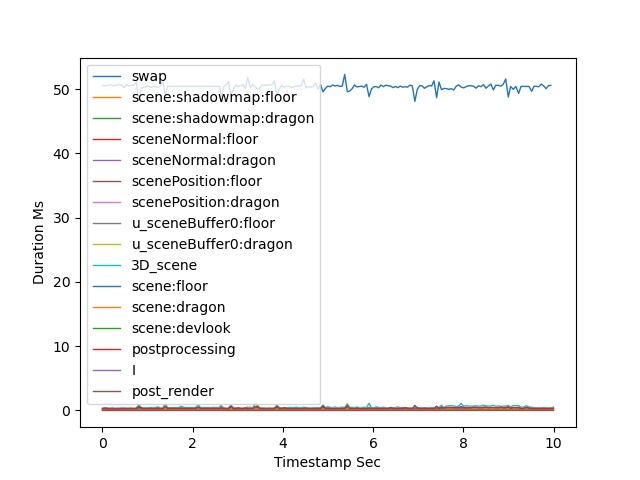 50
40
30
20
10
0
Duration Ms
swap
scene:shadowmap:floor
scene:shadowmap:dragon
sceneNormal:floor
sceneNormal:dragon
scenePosition:floor
scenePosition:dragon
u_sceneBuffer0:floor
u_sceneBuffer0:dragon
3D_scene
scene:floor
scene:dragon
scene:devlook
postprocessing
I
post_render
0 2 4 6 8 10
Timestamp Sec